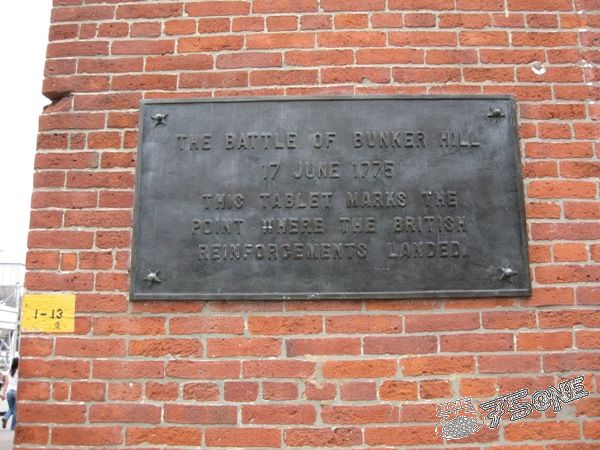 THE BATTLE OF BUNKER HILL
17 JUNE 1775
THIS TABLET MARKS THE
POINT WHERE THE BRITISH
REINFORCEMENTS LANDED.
1-13
75ONE